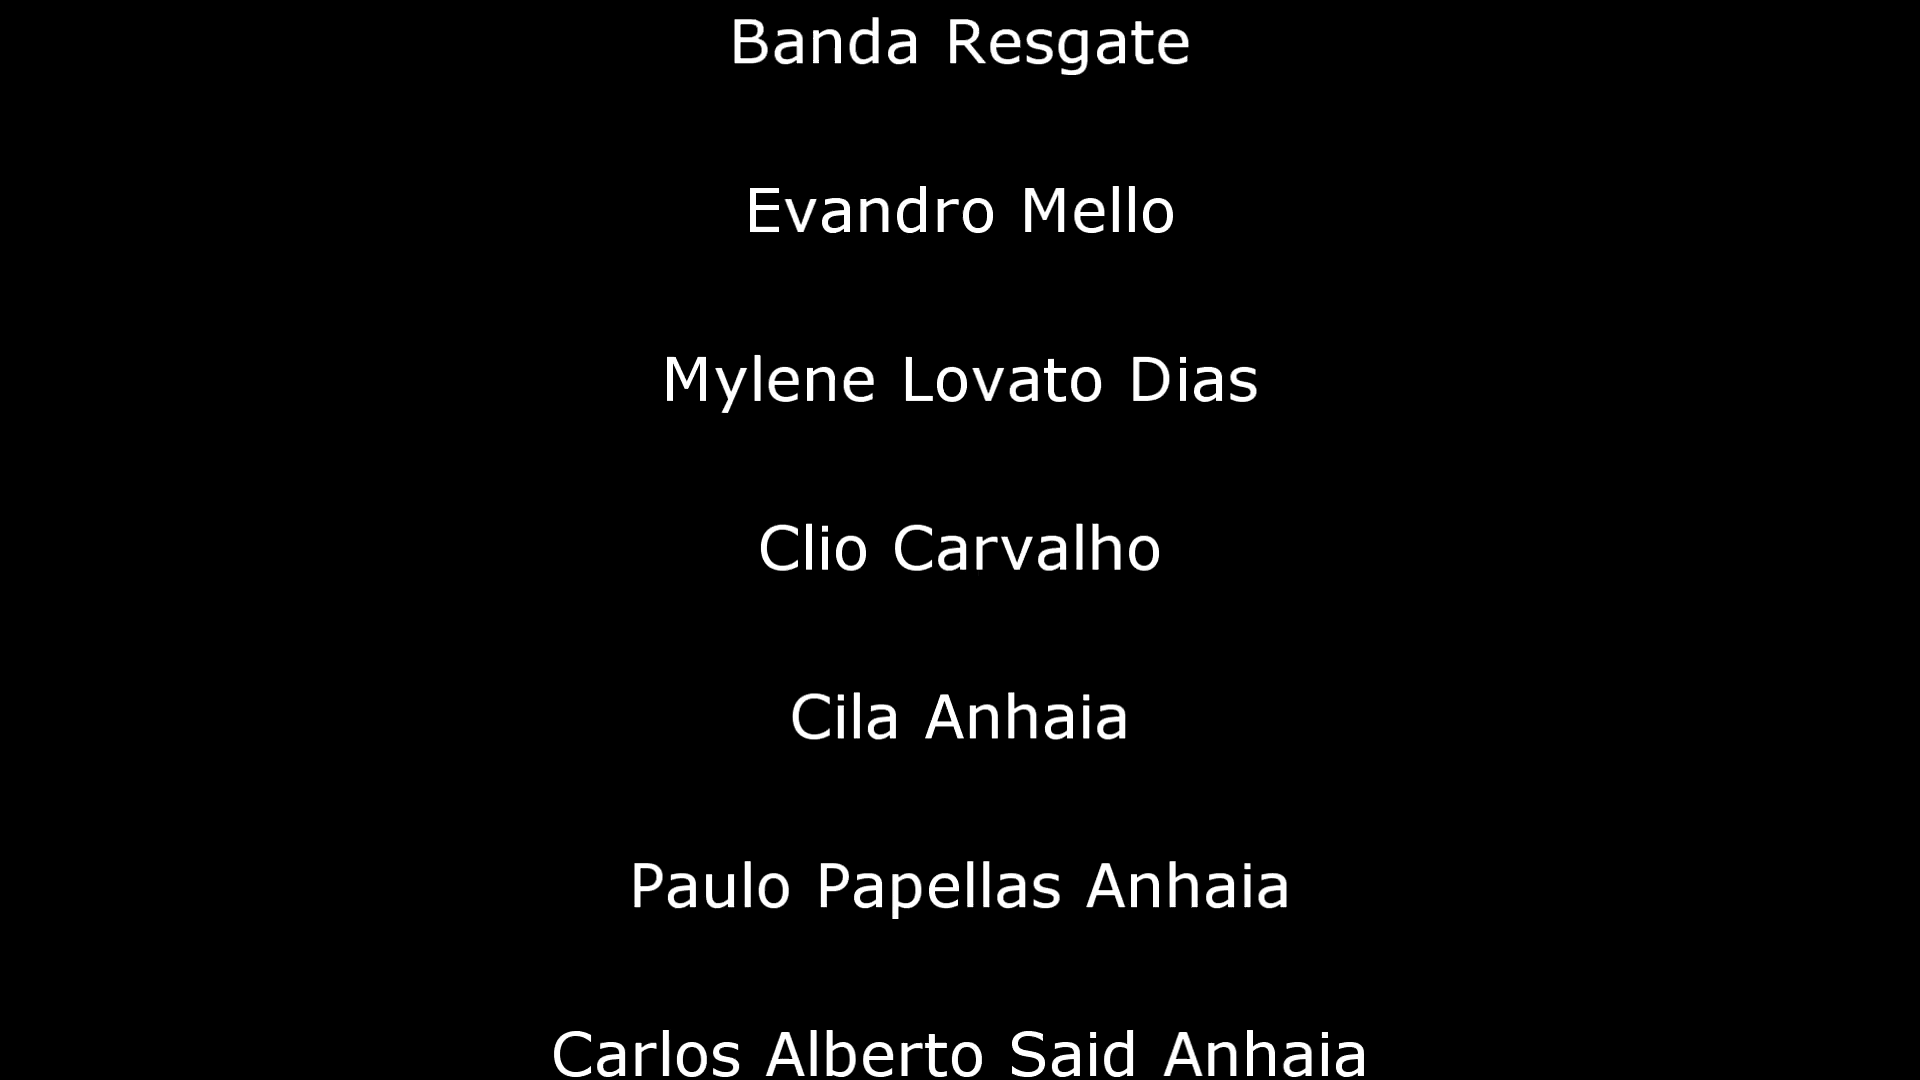 Banda Resgate
Evandro Mello
Mylene Lovato Dias
Clio Carvalho
Cila Anhaia
Paulo Papellas Anhaia
Carlos Alberto Said Anhaia